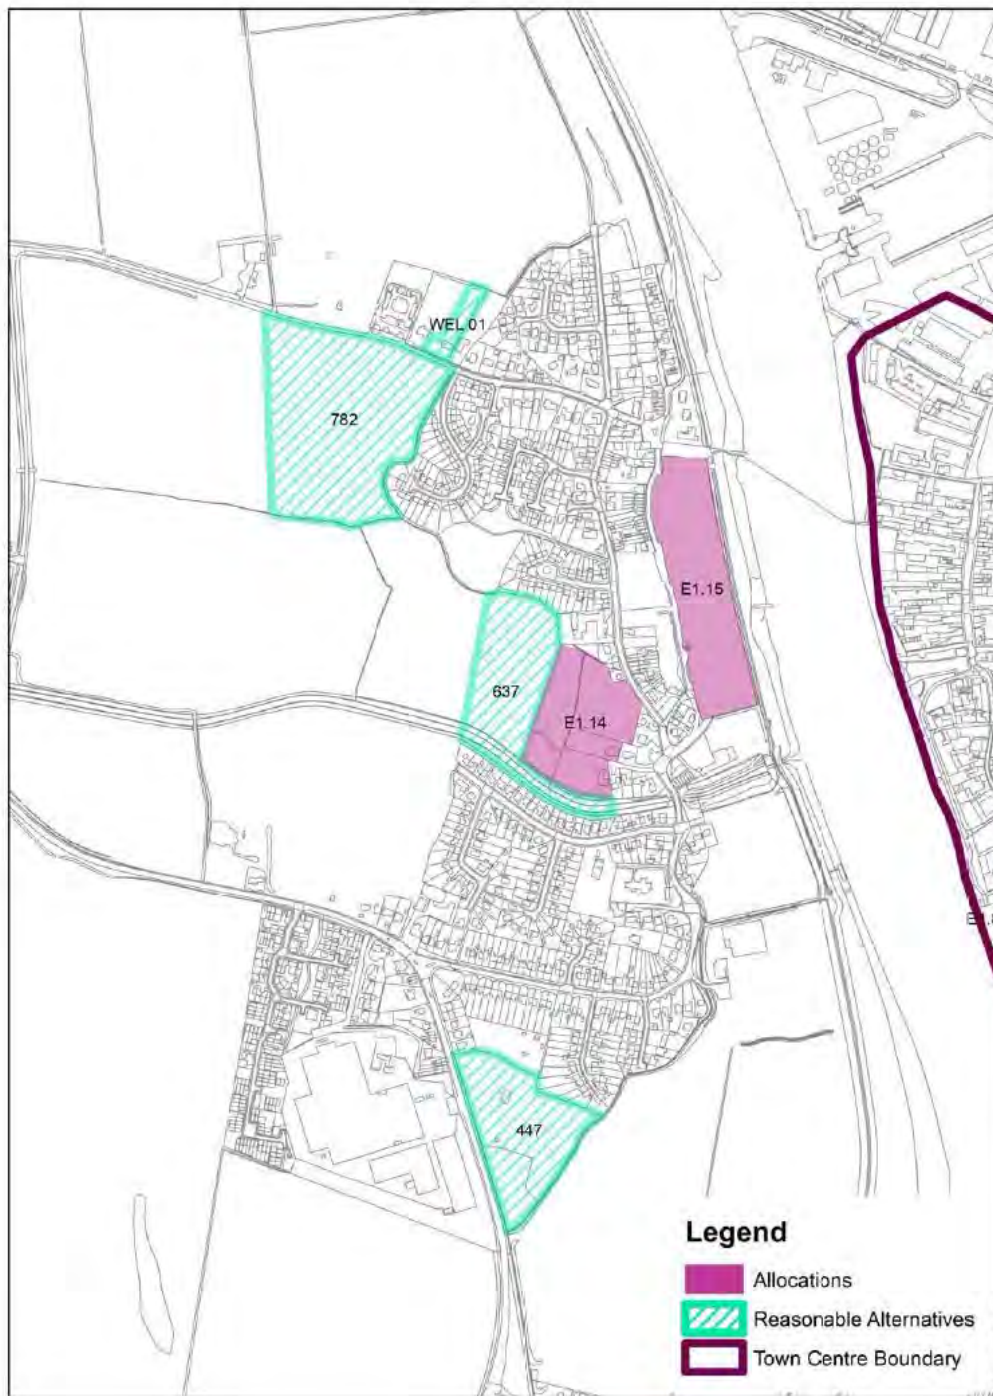 WEL 01
782
E1.15
637
E1.14
447
Legend
Allocations
Reasonable Alternatives
Town Centre Boundary